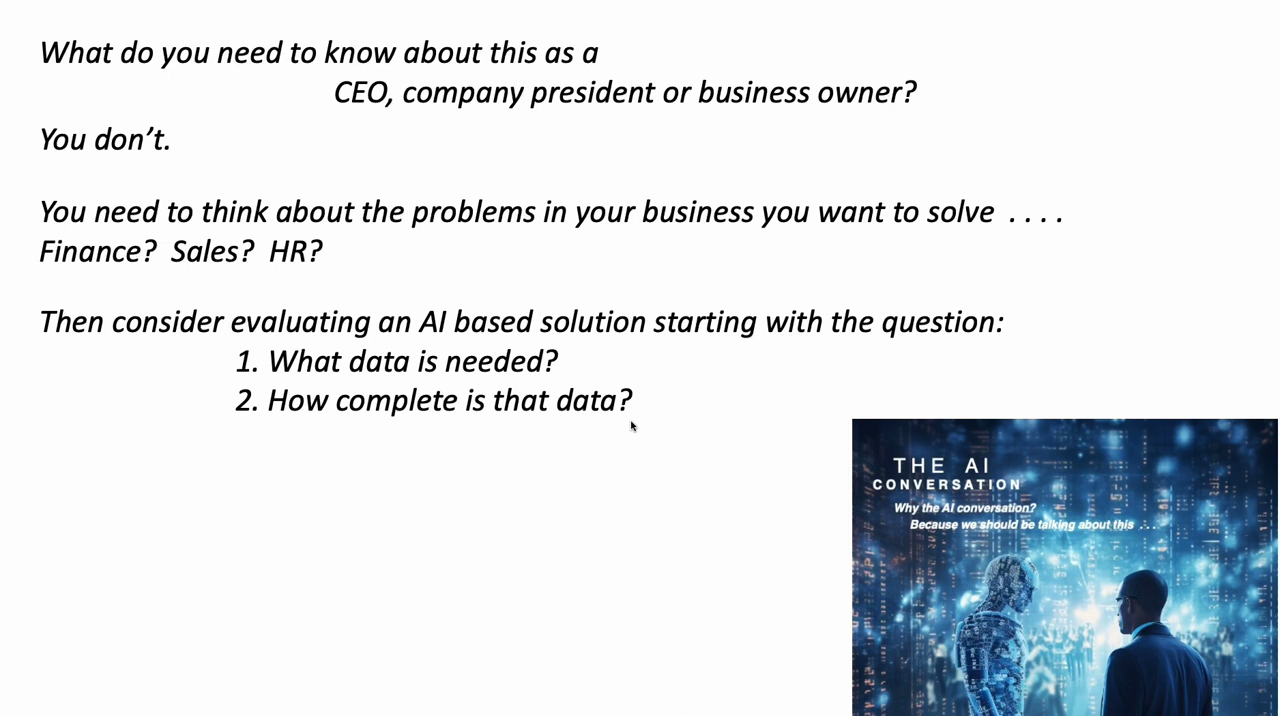 What do you need to know about this as a
CEO, company president or business owner?
You don’t.
You need to think about the problems in your business you want to solve . . . .
Finance? Sales? HR?
Then consider evaluating an AI based solution starting with the question:
1. What data is needed?
2. How complete is that data?
THE AI
CONVERSATION
Why the AI conversation?
Because we should be talking about this . . .